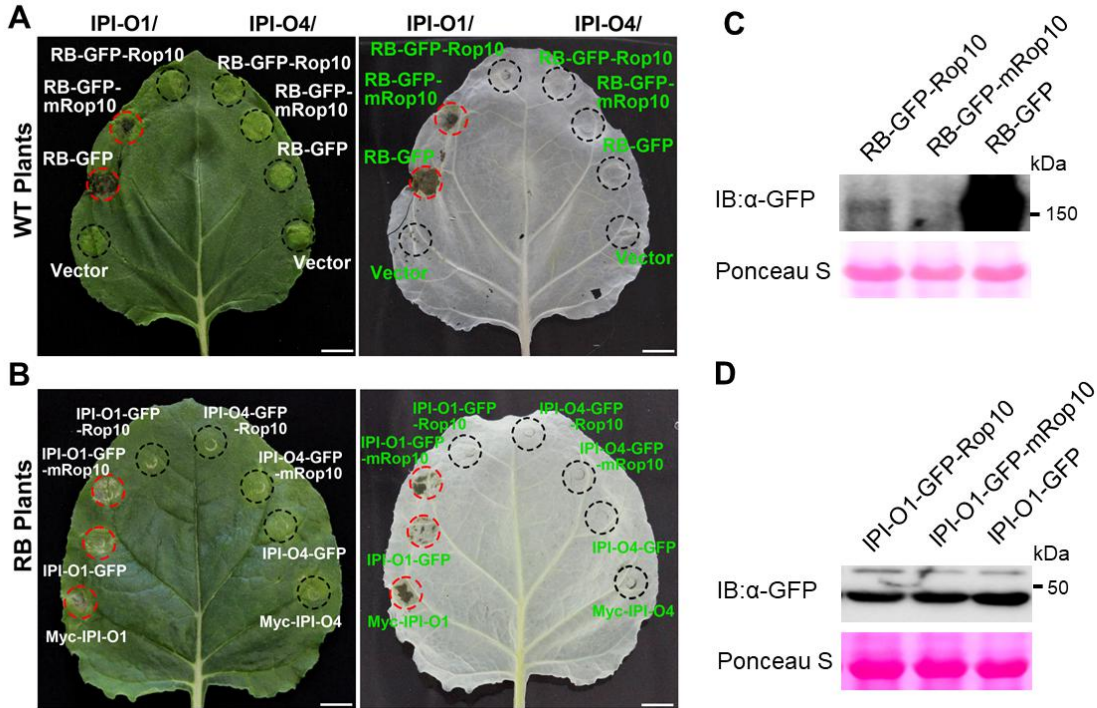 A
IPI-O1/
IPI-O4/
IPI-O1/
IPI-O4/
WT Plants
RB-GFP-Rop10
RB-GFP-
mRop10
RB-GFP
Vector
RB-GFP-Rop10
RB-GFP-
mRop10
RB-GFP
Vector
RB-GFP-Rop10
RB-GFP-
mRop10
RB-GFP
Vector
RB-GFP-Rop10
RB-GFP-
mRop10
RB-GFP
Vector
B
RB Plants
IPI-O1-GFP
-Rop10
IPI-O1-GFP
-mRop10
IPI-O1-GFP
Myc-IPI-O1
IPI-O4-GFP
-Rop10
IPI-O4-GFP
-mRop10
IPI-O4-GFP
Myc-IPI-O4
IPI-O1-GFP
-Rop10
IPI-O1-GFP
-mRop10
IPI-O1-GFP
Myc-IPI-O1
IPI-O4-GFP
-Rop10
IPI-O4-GFP
-mRop10
IPI-O4-GFP
Myc-IPI-O4
C
RB-GFP-Rop10
RB-GFP-mRop10
RB-GFP
kDa
IB:α-GFP
150
Ponceau S
D
IPI-O1-GFP-Rop10
IPI-O1-GFP-mRop10
IPI-O1-GFP
kDa
IB:α-GFP
50
Ponceau S